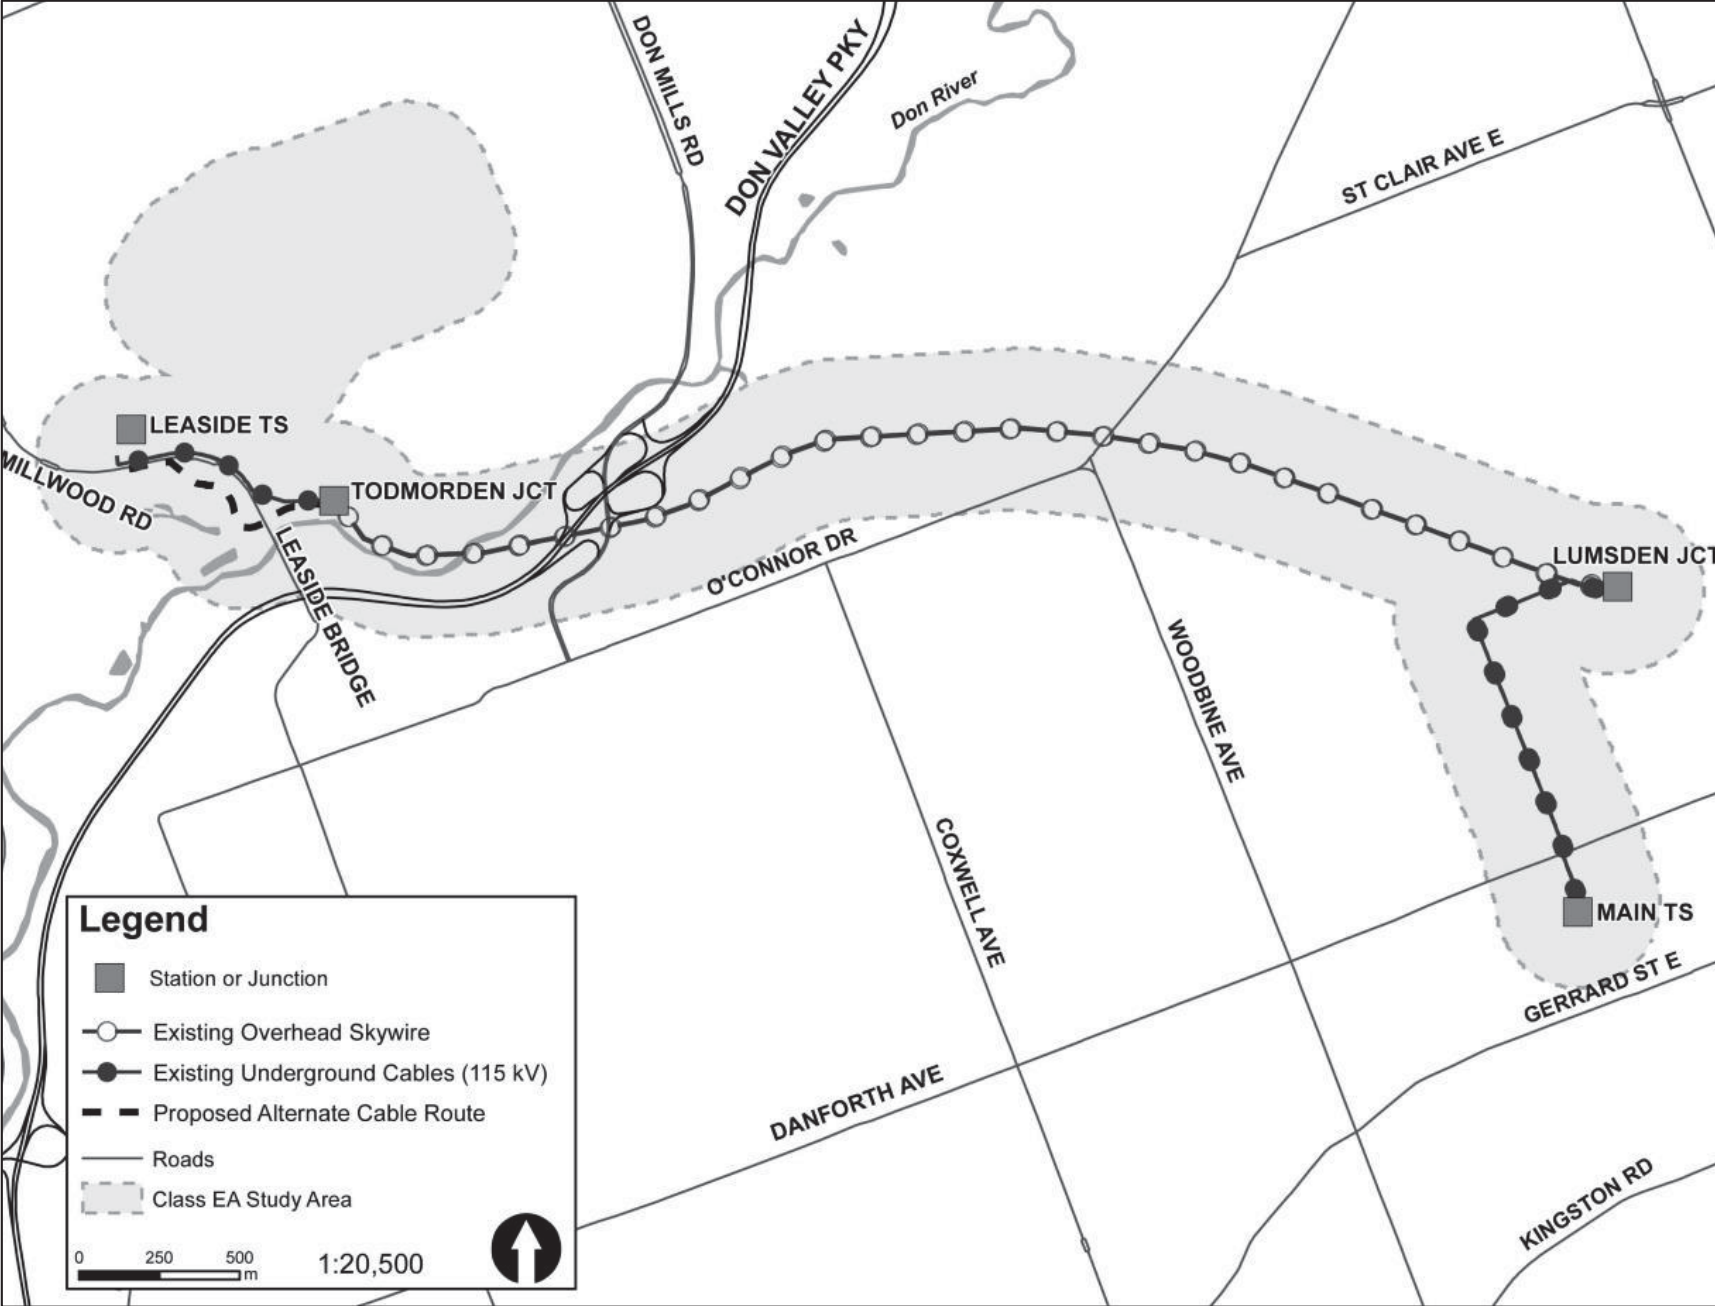 DON MILLS RD
DON VALLEY PKY
Don River
ST CLAIR AVE E
LEASIDE TS
MILLWOOD RD
TODMORDEN JCT
LEASIDE BRIDGE
O'CONNOR DR
LUMSDEN JCT
WOODBINE AVE
COXWELL AVE
MAIN TS
GERRARD ST E
DANFORTH AVE
KINGSTON RD
Legend
Station or Junction
Existing Overhead Skywire
Existing Underground Cables (115 kV)
Proposed Alternate Cable Route
Roads
Class EA Study Area
0 250 500
m
1:20,500